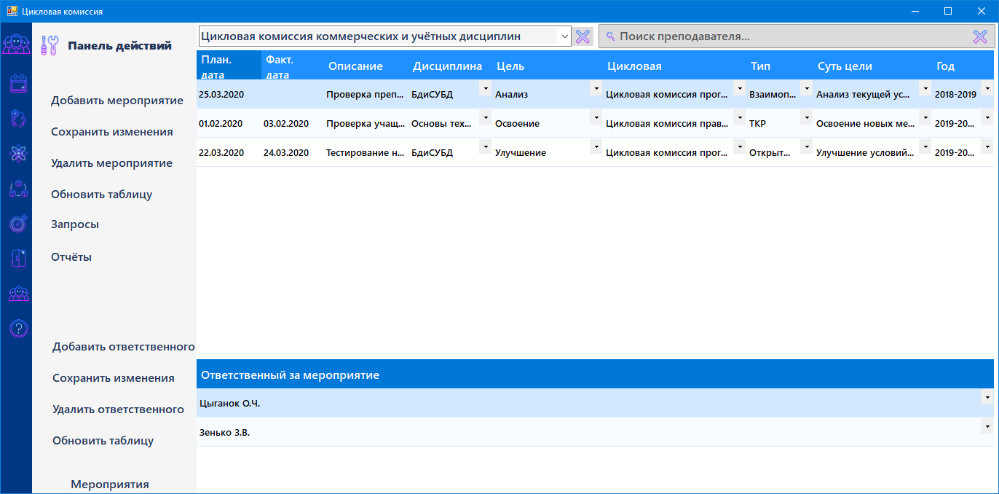 Цикловая комиссия
Панель действий
Добавить мероприятие
Сохранить изменения
Удалить мероприятие
Обновить таблицу
Запросы
Отчёты
Добавить ответственного
Сохранить изменения
Удалить ответственного
Обновить таблицу
Мероприятия
?
Цикловая комиссия коммерческих и учётных дисциплин
Поиск преподавателя...
План. дата Факт. дата Описание Дисциплина Цель Цикловая Тип Суть цели Год
25.03.2020 Проверка преп... БдиСУБД Анализ Цикловая комиссия прог... Взаимоп... Анализ текущей ус... 2018-2019
01.02.2020 03.02.2020 Проверка учащ... Основы тех... Освоение Цикловая комиссия прав... ТКР Освоение новых ме... 2019-20...
22.03.2020 24.03.2020 Тестирование н... БдиСУБД Улучшение Цикловая комиссия прог... Открыт... Улучшение условий... 2019-20...
Ответственный за мероприятие
Цыганок О.Ч.
Зенько З.В.